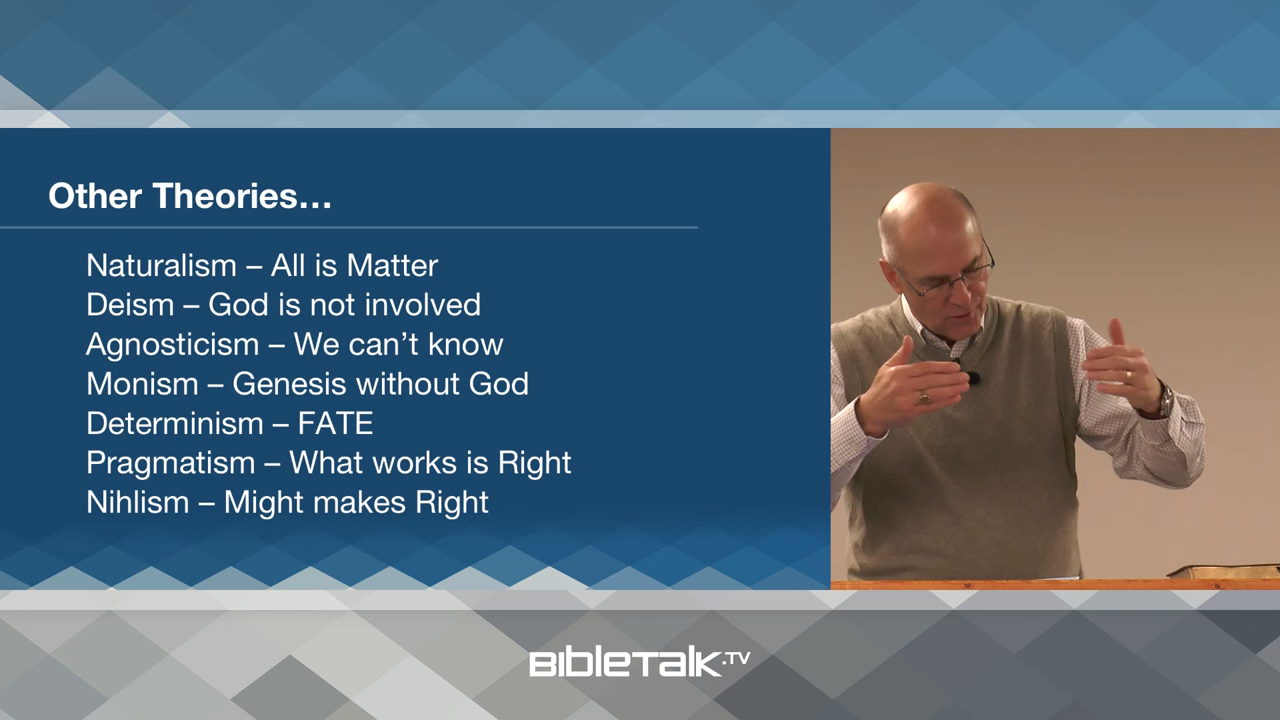 Other Theories...
Naturalism – All is Matter
Deism – God is not involved
Agnosticism – We can’t know
Monism – Genesis without God
Determinism – FATE
Pragmatism – What works is Right
Nihlism – Might makes Right
BIBLETALK.TV